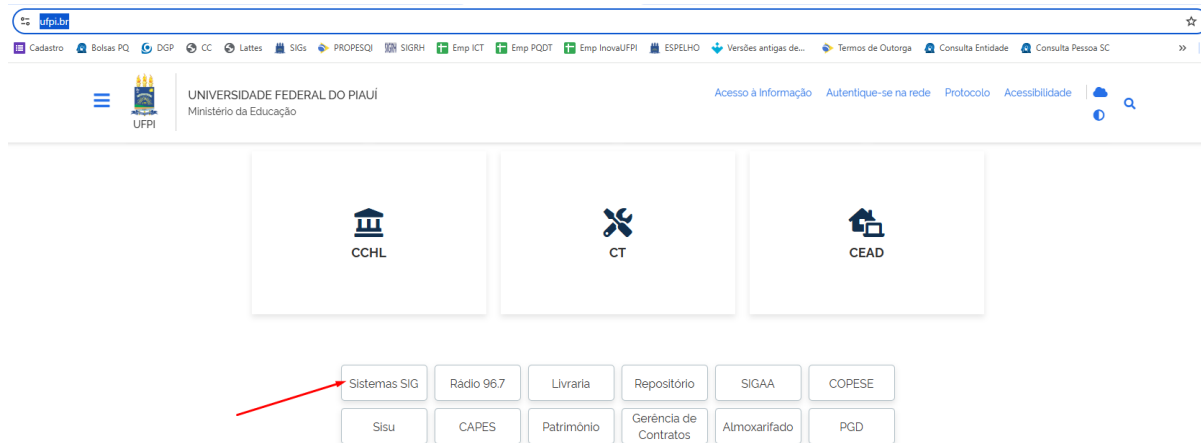 ufpi.br
Cadastro Bolsas PQ DGP CC Lattes SIGs PROPESQI SIGRH Emp ICT Emp PQDT Emp InovaUFPI ESPELHO Versões antigas de... Termos de Outorga Consulta Entidade Consulta Pessoa SC »
UFPI
UNIVERSIDADE FEDERAL DO PIAUÍ
Ministério da Educação
Acesso à Informação Autentique-se na rede Protocolo Acessibilidade
CCHL CT CEAD
Sistemas SIG Rádio 96.7 Livraria Repositório SIGAA COPESE
Sisu CAPES Patrimônio Gerência de Contratos Almoxarifado PGD